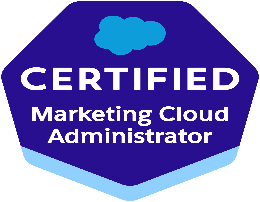 CERTIFIED
Marketing Cloud
Administrator